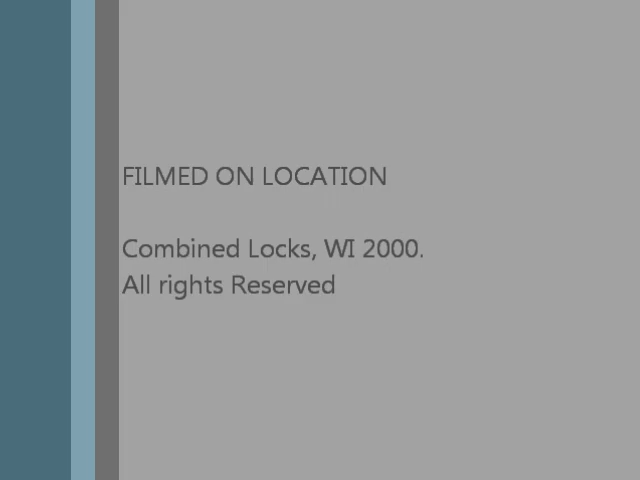 FILMED ON LOCATION
Combined Locks, WI 2000.
All rights Reserved